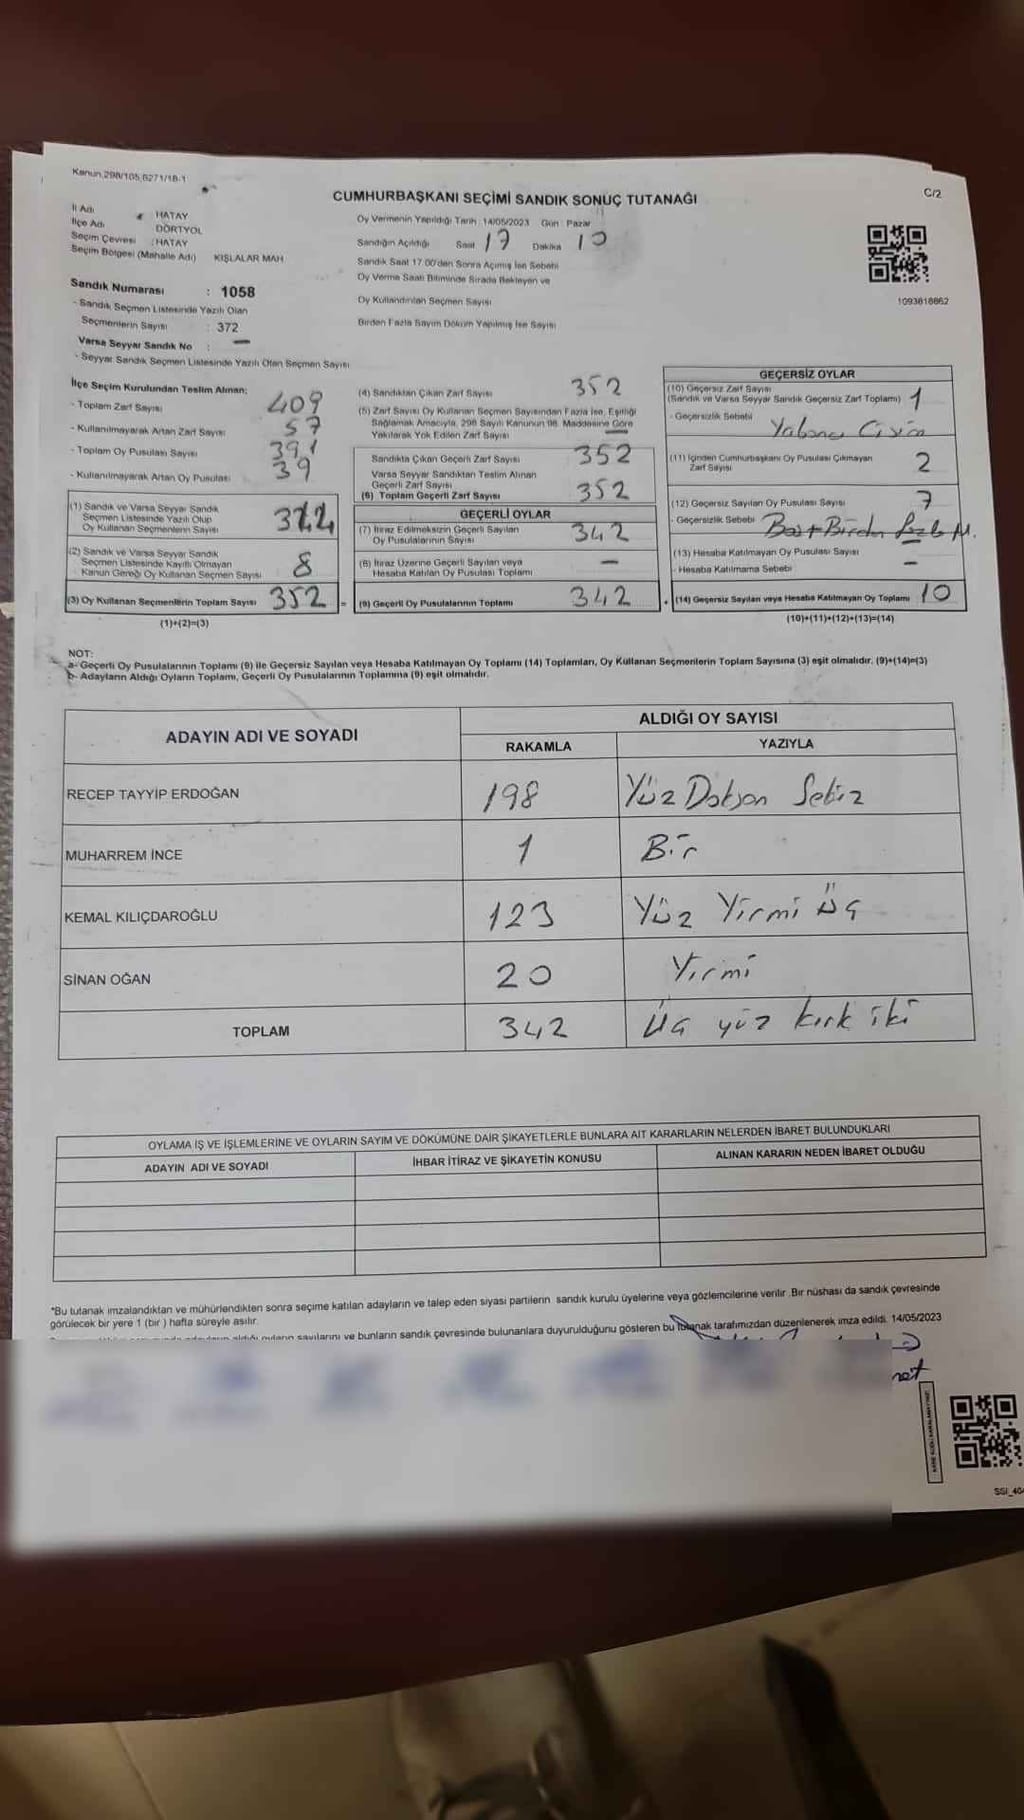 Kanun.298/105,6271/18-1
C/2
CUMHURBAŞKANI SEÇİMİ SANDIK SONUÇ TUTANAĞI
İl Adı : HATAY
İlçe Adı : DÖRTYOL
Seçim Çevresi : HATAY
Seçim Bölgesi (Mahalle Adı) KIŞLALAR MAH
Sandık Numarası : 1058
- Sandık Seçmen Listesinde Yazılı Olan
Seçmenlerin Sayısı : 372
Varsa Seyyar Sandık No : —
- Seyyar Sandık Seçmen Listesinde Yazılı Olan Seçmen Sayısı
Oy Vermenin Yapıldığı Tarih : 14/05/2023 Gün : Pazar
Sandığın Açıldığı Saat 17 Dakika 10
Sandık Saat 17.00'den Sonra Açılmış İse Sebebi
Oy Verme Saati Bitiminde Sırada Bekleyen ve
Oy Kullandırılan Seçmen Sayısı
Birden Fazla Sayım Döküm Yapılmış İse Sayısı
1093818862
İlçe Seçim Kurulundan Teslim Alınan;
- Toplam Zarf Sayısı 409
- Kullanılmayarak Artan Zarf Sayısı 57
- Toplam Oy Pusulası Sayısı 391
- Kullanılmayarak Artan Oy Pusulası 39
(1) Sandık ve Varsa Seyyar Sandık
Seçmen Listesinde Yazılı Olup
Oy Kullanan Seçmenlerin Sayısı
(2) Sandık ve Varsa Seyyar Sandık
Seçmen Listesinde Kayıtlı Olmayan
Kanun Gereği Oy Kullanan Seçmen Sayısı 8
(3) Oy Kullanan Seçmenlerin Toplam Sayısı 352
(1)+(2)=(3)
(4) Sandıktan Çıkan Zarf Sayısı 352
(5) Zarf Sayısı Oy Kullanan Seçmen Sayısından Fazla İse, Eşitliği
Sağlamak Amacıyla, 298 Sayılı Kanunun 98. Maddesine Göre
Yakılarak Yok Edilen Zarf Sayısı —
Sandıkta Çıkan Geçerli Zarf Sayısı 352
Varsa Seyyar Sandıktan Teslim Alınan
Geçerli Zarf Sayısı
(6) Toplam Geçerli Zarf Sayısı 352
GEÇERLİ OYLAR
(7) İtiraz Edilmeksizin Geçerli Sayılan
Oy Pusulalarının Sayısı 342
(8) İtiraz Üzerine Geçerli Sayılan veya
Hesaba Katılan Oy Pusulası Toplamı —
= (9) Geçerli Oy Pusulalarının Toplamı 342
GEÇERSİZ OYLAR
(10) Geçersiz Zarf Sayısı
(Sandık ve Varsa Seyyar Sandık Geçersiz Zarf Toplamı) 1
- Geçersizlik Sebebi Yabancı Cisim
(11) İçinden Cumhurbaşkanı Oy Pusulası Çıkmayan
Zarf Sayısı 2
(12) Geçersiz Sayılan Oy Pusulası Sayısı 7
- Geçersizlik Sebebi Boş + Birden Fazla M.
(13) Hesaba Katılmayan Oy Pusulası Sayısı —
- Hesaba Katılmama Sebebi
+ (14) Geçersiz Sayılan veya Hesaba Katılmayan Oy Toplamı 10
(10)+(11)+(12)+(13)=(14)
NOT:
a- Geçerli Oy Pusulalarının Toplamı (9) ile Geçersiz Sayılan veya Hesaba Katılmayan Oy Toplamı (14) Toplamları, Oy Kullanan Seçmenlerin Toplam Sayısına (3) eşit olmalıdır. (9)+(14)=(3)
b- Adayların Aldığı Oyların Toplamı, Geçerli Oy Pusulalarının Toplamına (9) eşit olmalıdır.
ADAYIN ADI VE SOYADI
ALDIĞI OY SAYISI
RAKAMLA YAZIYLA
RECEP TAYYİP ERDOĞAN 198 Yüz Doksan Sekiz
MUHARREM İNCE 1 Bir
KEMAL KILIÇDAROĞLU 123 Yüz Yirmi Üç
SİNAN OĞAN 20 Yirmi
TOPLAM 342 Üç yüz kırk iki
OYLAMA İŞ VE İŞLEMLERİNE VE OYLARIN SAYIM VE DÖKÜMÜNE DAİR ŞİKAYETLERLE BUNLARA AİT KARARLARIN NELERDEN İBARET BULUNDUKLARI
ADAYIN ADI VE SOYADI İHBAR İTİRAZ VE ŞİKAYETİN KONUSU ALINAN KARARIN NEDEN İBARET OLDUĞU
*Bu tutanak imzalandıktan ve mühürlendikten sonra seçime katılan adayların ve talep eden siyasi partilerin sandık kurulu üyelerine veya gözlemcilerine verilir .Bir nüshası da sandık çevresinde
görülecek bir yere 1 (bir ) hafta süreyle asılır.
sayılarını ve bunların sandık çevresinde bulunanlara duyurulduğunu gösteren bu tutanak tarafımızdan düzenlenerek imza edildi. 14/05/2023